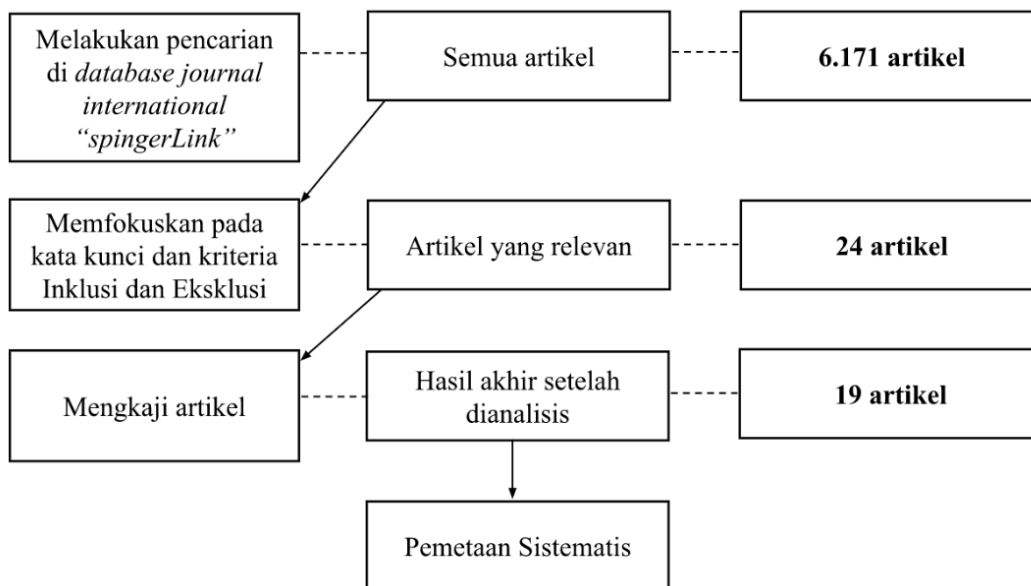 Melakukan pencarian
di database journal
international
“spingerLink”
Semua artikel
6.171 artikel
Memfokuskan pada
kata kunci dan kriteria
Inklusi dan Eksklusi
Artikel yang relevan
24 artikel
Mengkaji artikel
Hasil akhir setelah
dianalisis
19 artikel
Pemetaan Sistematis